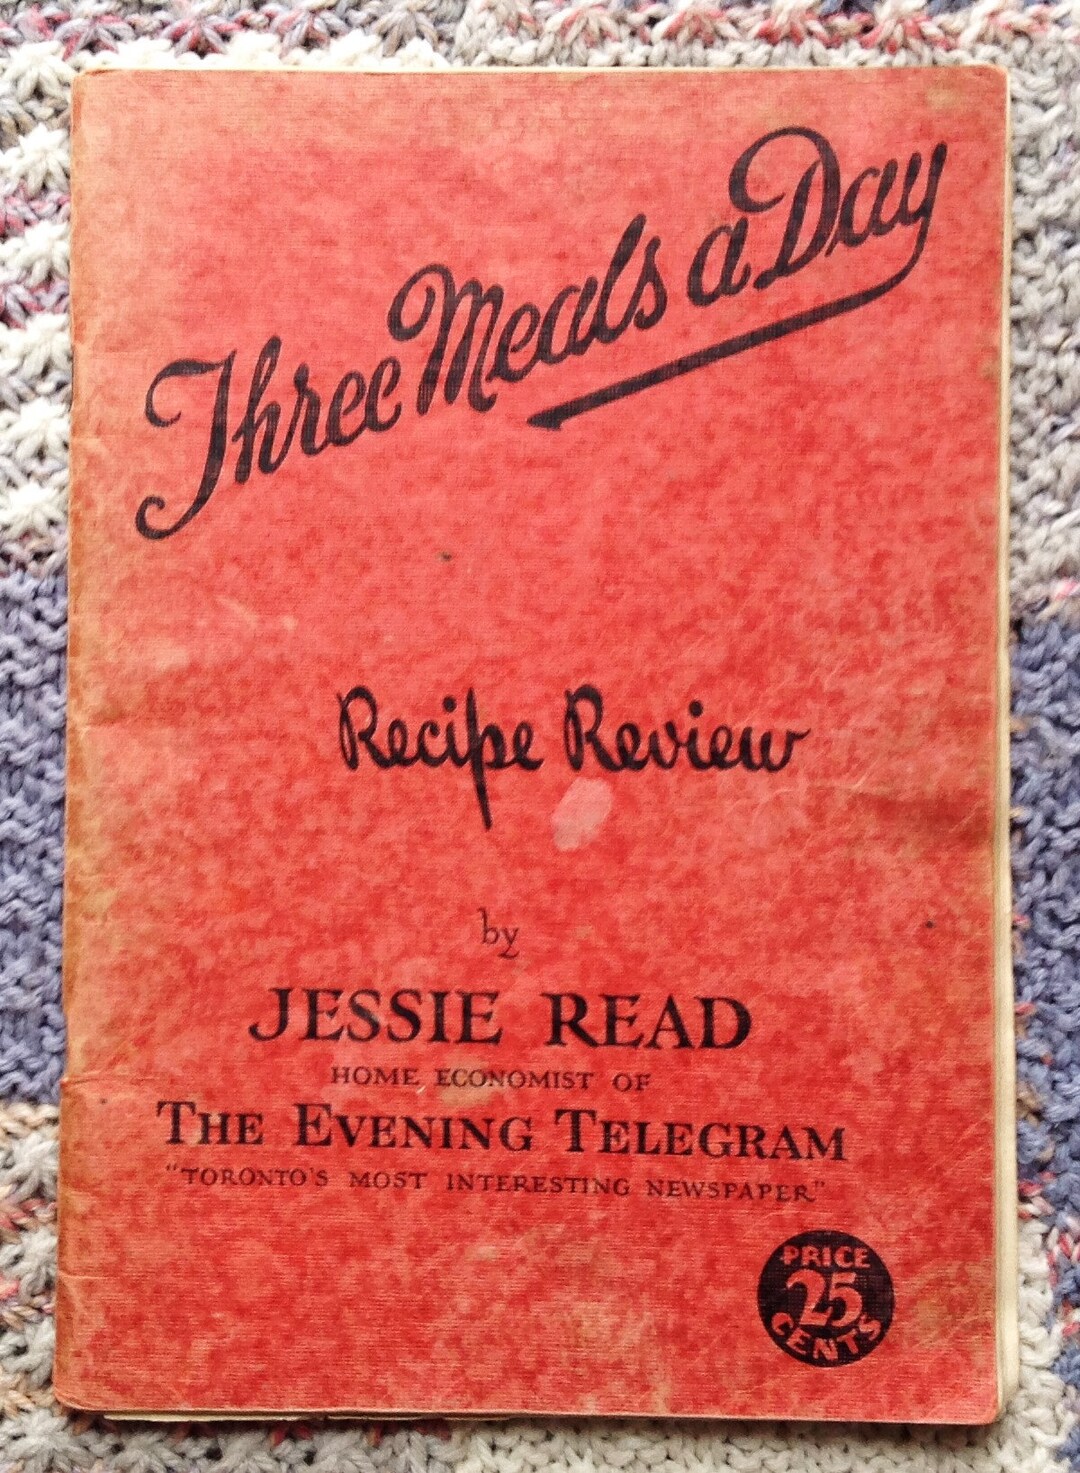 Three Meals a Day
Recipe Review
by
JESSIE READ
HOME ECONOMIST OF
THE EVENING TELEGRAM
"TORONTO'S MOST INTERESTING NEWSPAPER"
PRICE
25
CENTS